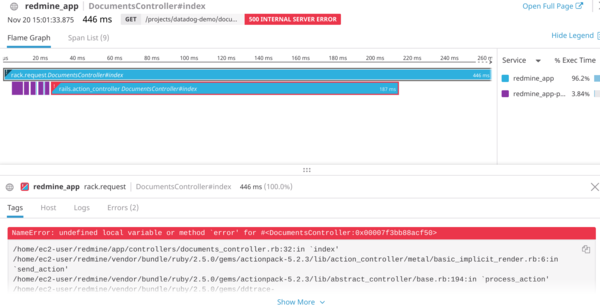 redmine_app | DocumentsController#index
Open Full Page
Nov 20 15:01:33.875 446 ms GET /projects/datadog-demo/docu... 500 INTERNAL SERVER ERROR
Flame Graph Span List (9)
Hide Legend
20 ms 40 ms 60 ms 80 ms 100 ms 120 ms 140 ms 160 ms 180 ms 200 ms 220 ms 240 ms
Service % Exec Time
rack.request DocumentsController#index 446 ms
redmine_app 96.2%
rails.action_controller DocumentsController#index 187 ms
redmine_app-p... 3.84%
redmine_app rack.request DocumentsController#index 446 ms (100.0%)
Tags Host Logs Errors (2)
NameError: undefined local variable or method `error' for #<DocumentsController:0x00007f3bb88acf50>
/home/ec2-user/redmine/app/controllers/documents_controller.rb:32:in `index'
/home/ec2-user/redmine/vendor/bundle/ruby/2.5.0/gems/actionpack-5.2.3/lib/action_controller/metal/basic_implicit_render.rb:6:in
`send_action'
/home/ec2-user/redmine/vendor/bundle/ruby/2.5.0/gems/actionpack-5.2.3/lib/abstract_controller/base.rb:194:in `process_action'
/home/ec2-user/redmine/vendor/bundle/ruby/2.5.0/gems/ddtrace-
Show More